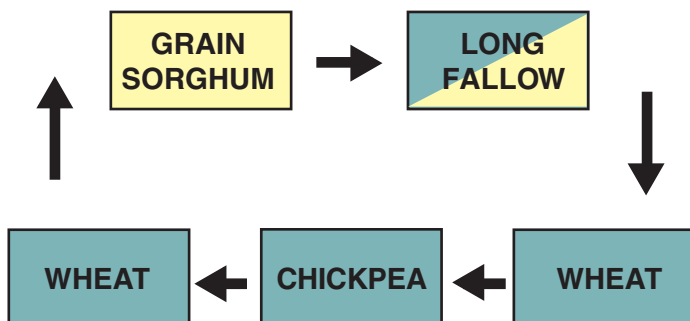 GRAIN
SORGHUM
LONG
FALLOW
WHEAT
CHICKPEA
WHEAT